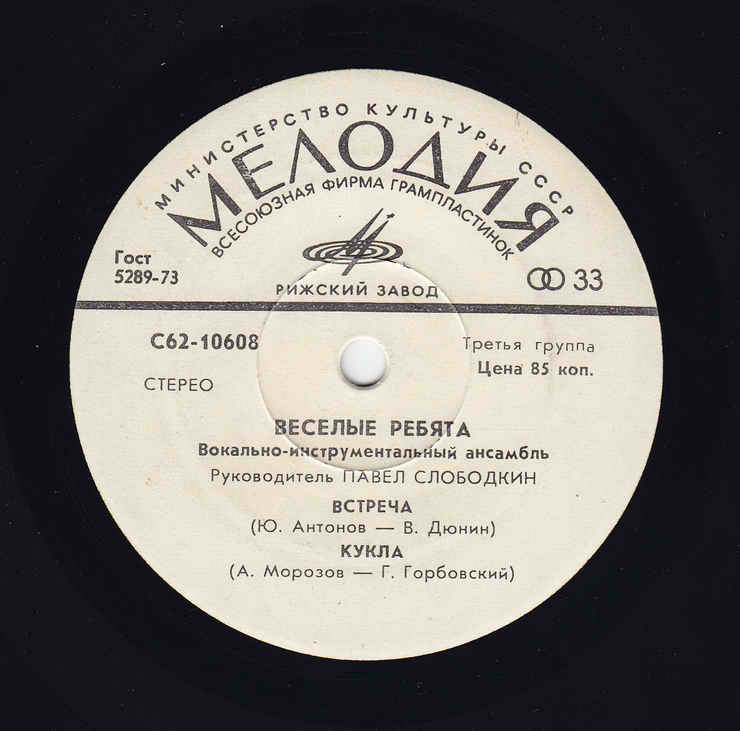 МИНИСТЕРСТВО КУЛЬТУРЫ СССР
МЕЛОДИЯ
ВСЕСОЮЗНАЯ ФИРМА ГРАМПЛАСТИНОК
Гост
5289-73
РИЖСКИЙ ЗАВОД
33
С62-10608
Третья группа
Цена 85 коп.
СТЕРЕО
ВЕСЕЛЫЕ РЕБЯТА
Вокально-инструментальный ансамбль
Руководитель ПАВЕЛ СЛОБОДКИН
ВСТРЕЧА
(Ю. Антонов — В. Дюнин)
КУКЛА
(А. Морозов — Г. Горбовский)